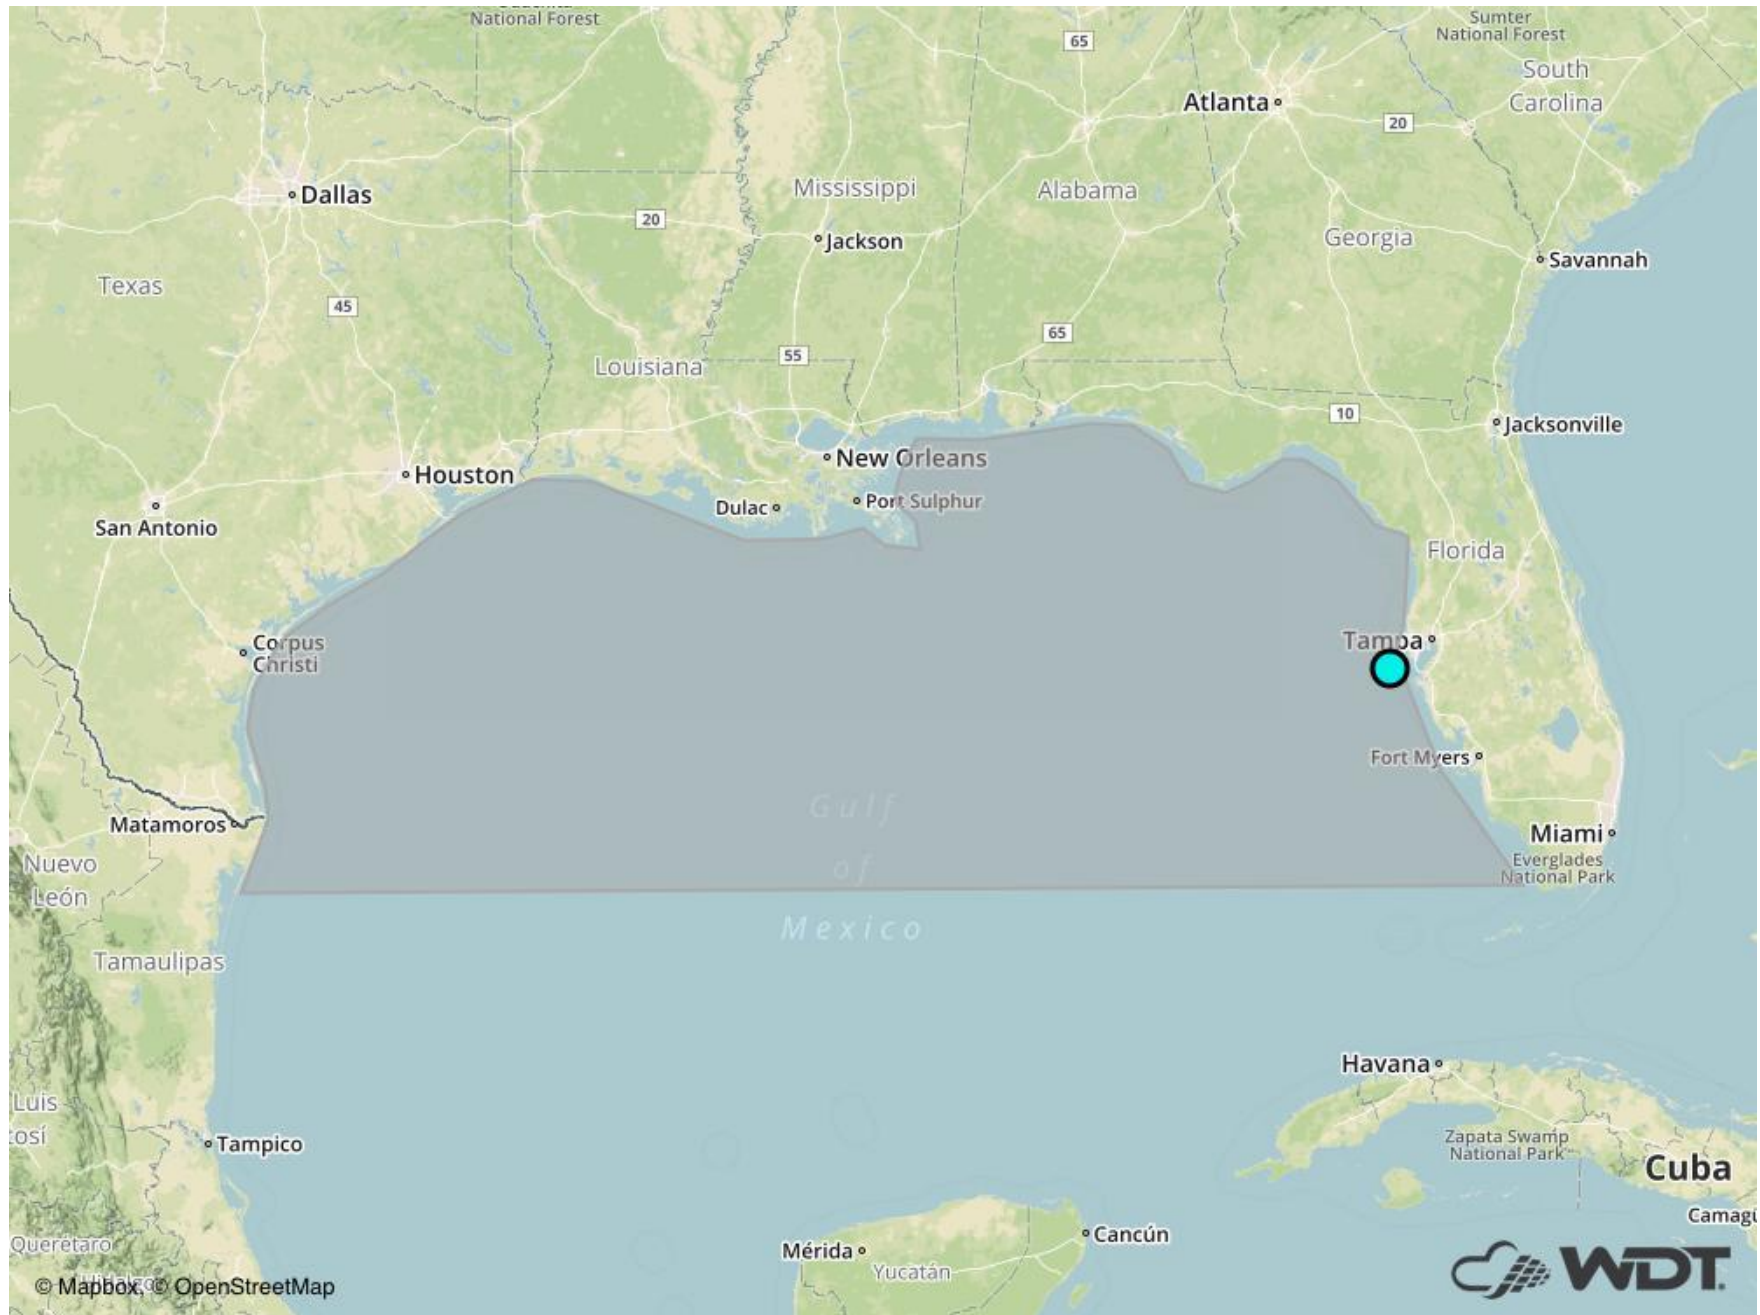 National Forest
65
Sumter
National Forest
South
Carolina
Atlanta
20
Dallas
Mississippi
Alabama
20
Jackson
Georgia
Savannah
Texas
45
65
Louisiana
55
10
Jacksonville
New Orleans
Houston
Dulac
Port Sulphur
San Antonio
Florida
Corpus
Christi
Tampa
Fort Myers
Gulf
of
Mexico
Matamoros
Miami
Everglades
National Park
Nuevo
León
Tamaulipas
Havana
Luis
Tampico
Zapata Swamp
National Park
Cuba
Camagü
Mérida
Cancún
Querétaro
Yucatán
Hidalgo
© Mapbox, © OpenStreetMap
WDT